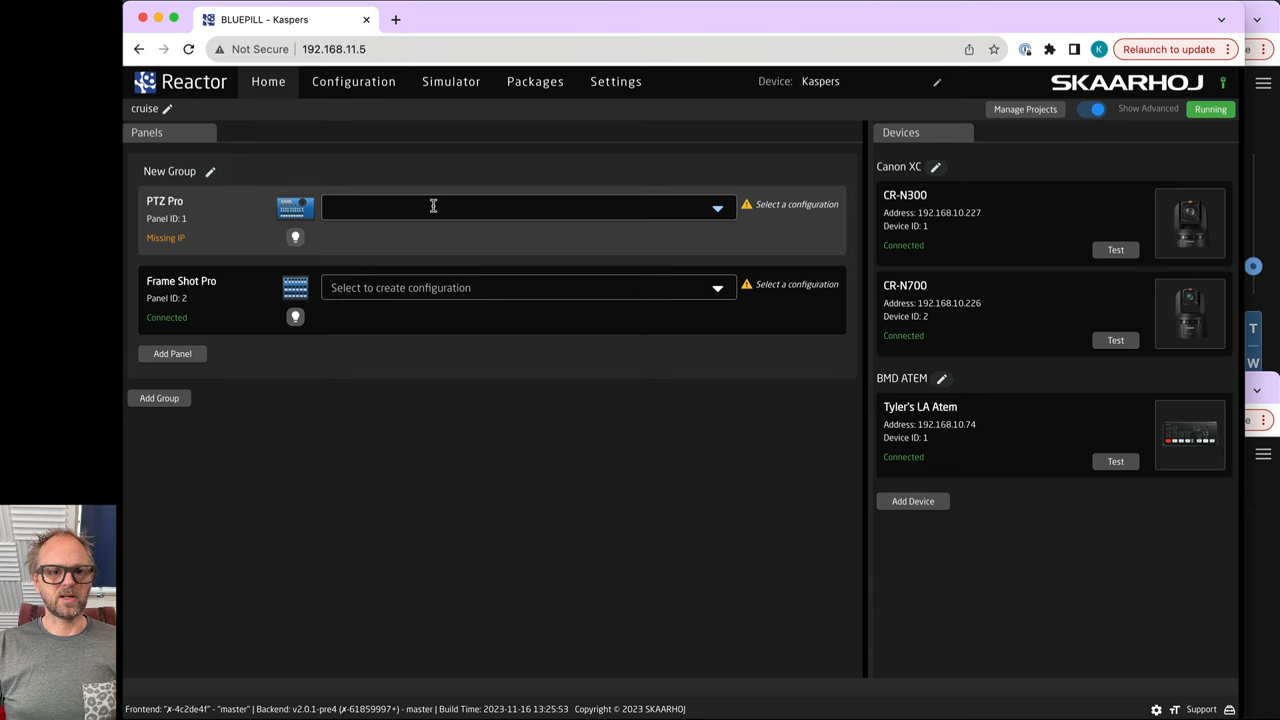 BLUEPILL - Kaspers
Not Secure
192.168.11.5
K
Relaunch to update
Reactor
Home
Configuration
Simulator
Packages
Settings
Device:
Kaspers
SKAARHOJ
cruise
Manage Projects
Show Advanced
Running
Panels
Devices
New Group
PTZ Pro
Panel ID: 1
Missing IP
Select a configuration
Frame Shot Pro
Panel ID: 2
Connected
Select to create configuration
Select a configuration
Add Panel
Add Group
Canon XC
CR-N300
Address: 192.168.10.227
Device ID: 1
Connected
Test
CR-N700
Address: 192.168.10.226
Device ID: 2
Connected
Test
BMD ATEM
Tyler's LA Atem
Address: 192.168.10.74
Device ID: 1
Connected
Test
Add Device
T
W
e
e
Frontend: "✗-4c2de4f" - "master" | Backend: v2.0.1-pre4 (✗-61859997+) - master | Build Time: 2023-11-16 13:25:53 Copyright © 2023 SKAARHOJ
Support